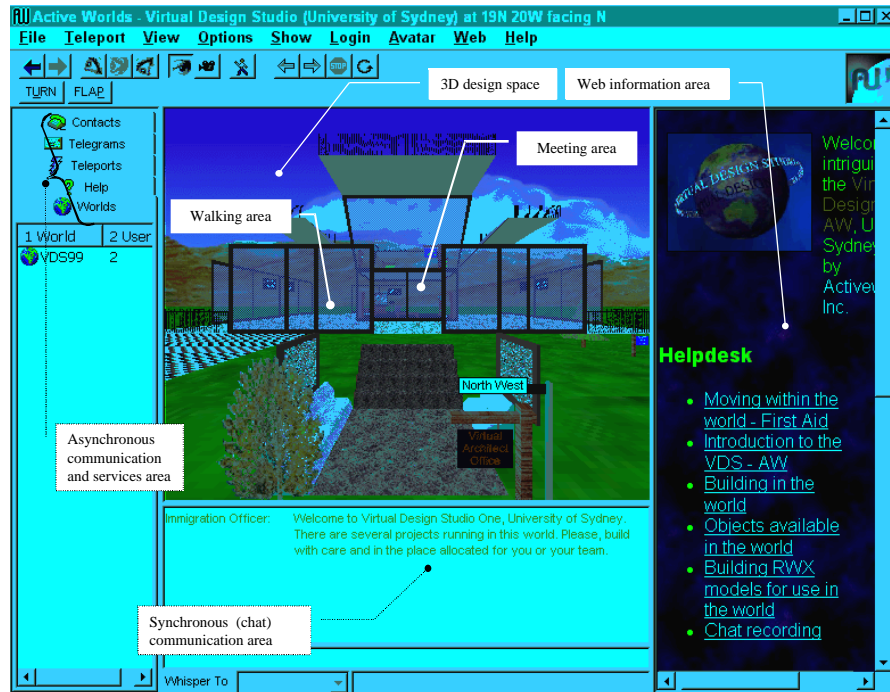 Active Worlds - Virtual Design Studio (University of Sydney) at 19N 20W facing N
File Teleport View Options Show Login Avatar Web Help
STOP
TURN FLAP
3D design space
Web information area
Contacts
Telegrams
Teleports
Help
Worlds
1 World 2 User
VDS99 2
Meeting area
Walking area
North West
Virtual
Architect
Office
Asynchronous
communication
and services area
Immigration Officer: Welcome to Virtual Design Studio One, University of Sydney.
There are several projects running in this world. Please, build
with care and in the place allocated for you or your team.
Synchronous (chat)
communication area
Whisper To
VIRTUAL DESIGN STUDIO
Welcor
intrigui
the Vir
Design
AW, U
Sydney
by
Activew
Inc.
Helpdesk
Moving within the
world - First Aid
Introduction to the
VDS - AW
Building in the
world
Objects available
in the world
Building RWX
models for use in
the world
Chat recording